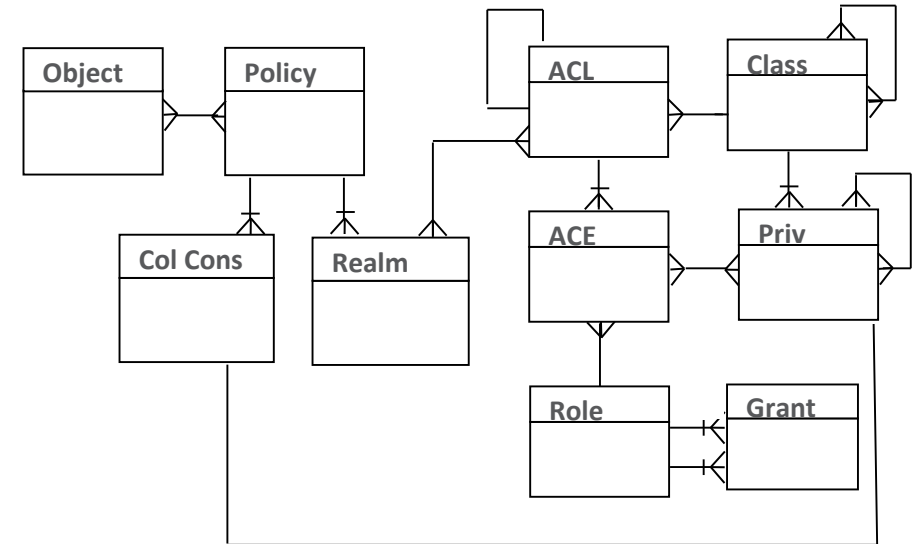 Object
Policy
ACL
Class
Col Cons
Realm
ACE
Priv
Role
Grant